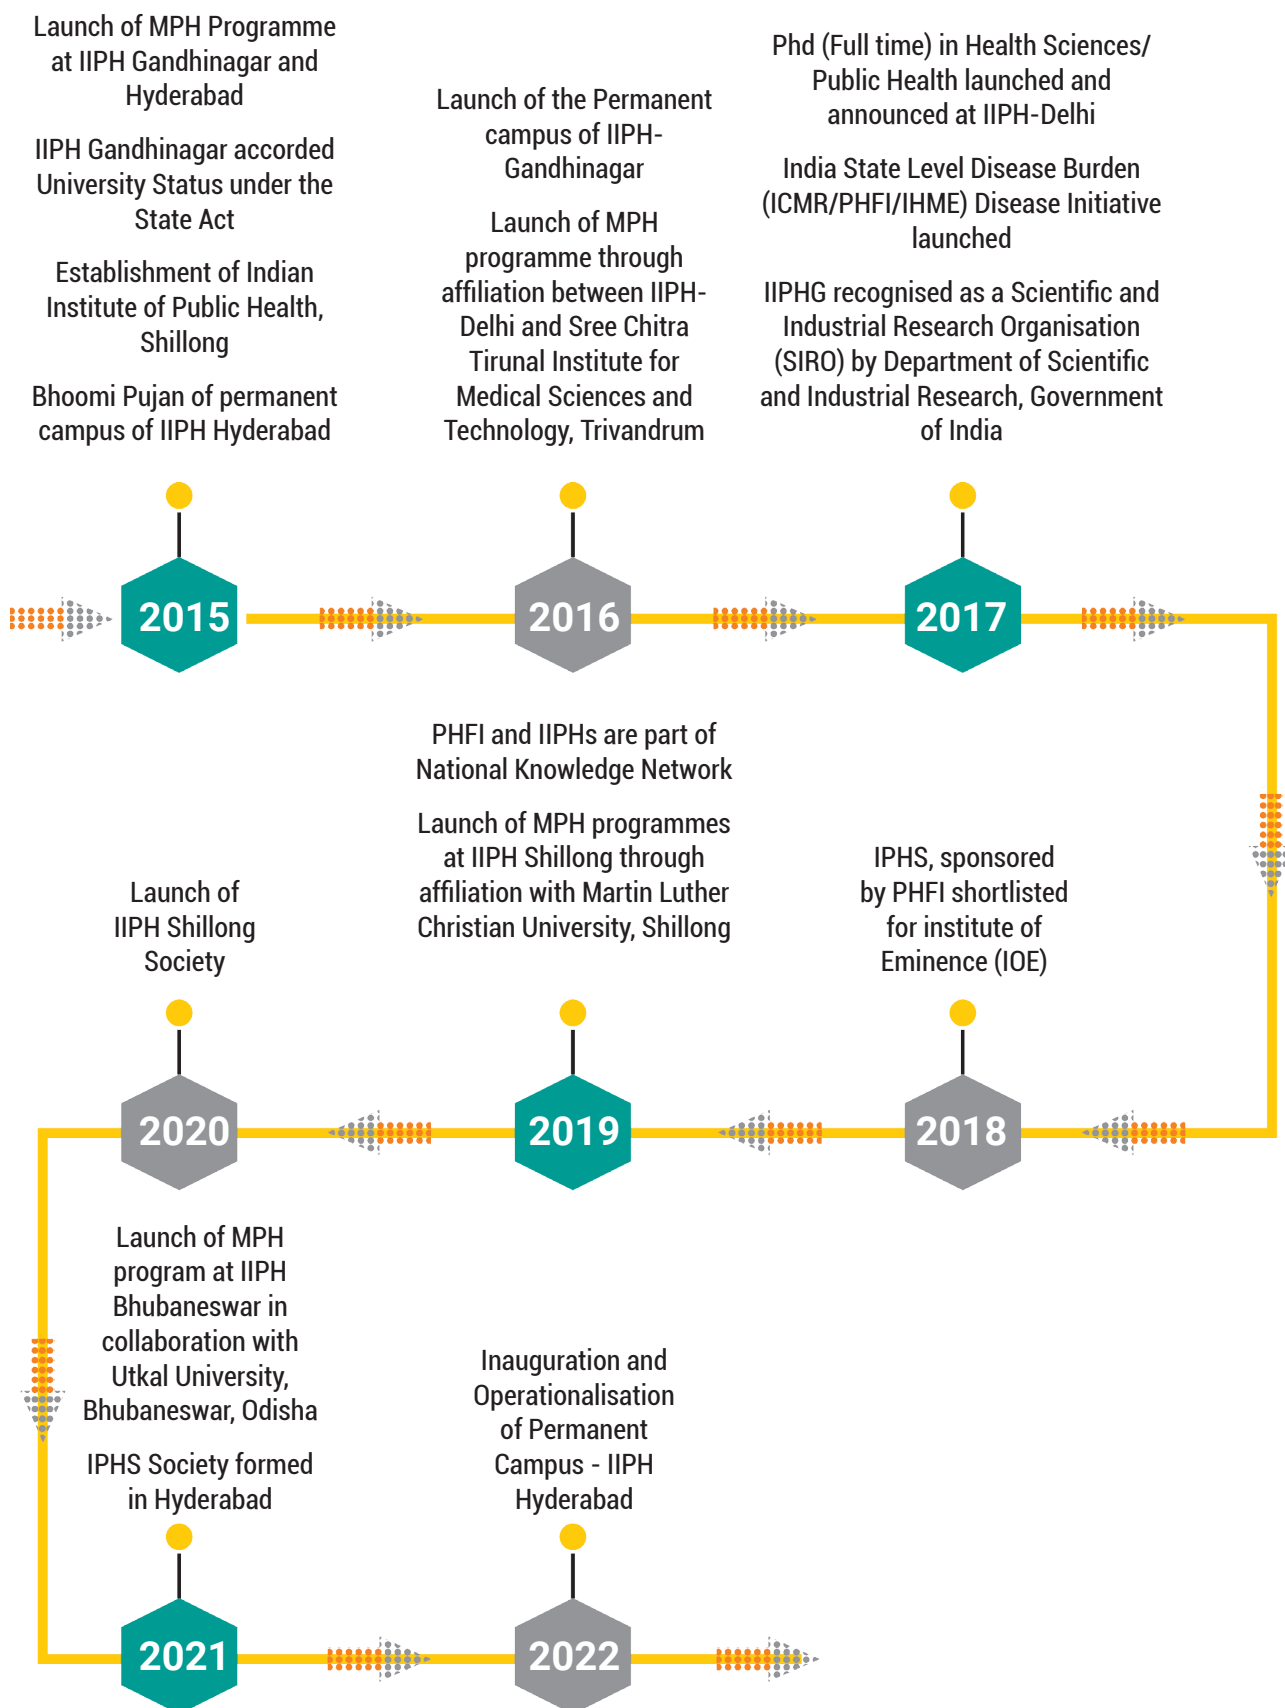 Launch of MPH Programme
at IIPH Gandhinagar and
Hyderabad
IIPH Gandhinagar accorded
University Status under the
State Act
Establishment of Indian
Institute of Public Health,
Shillong
Bhoomi Pujan of permanent
campus of IIPH Hyderabad
2015
Launch of the Permanent
campus of IIPH-
Gandhinagar
Launch of MPH
programme through
affiliation between IIPH-
Delhi and Sree Chitra
Tirunal Institute for
Medical Sciences and
Technology, Trivandrum
2016
Phd (Full time) in Health Sciences/
Public Health launched and
announced at IIPH-Delhi
India State Level Disease Burden
(ICMR/PHFI/IHME) Disease Initiative
launched
IIPHG recognised as a Scientific and
Industrial Research Organisation
(SIRO) by Department of Scientific
and Industrial Research, Government
of India
2017
IPHS, sponsored
by PHFI shortlisted
for institute of
Eminence (IOE)
2018
PHFI and IIPHs are part of
National Knowledge Network
Launch of MPH programmes
at IIPH Shillong through
affiliation with Martin Luther
Christian University, Shillong
2019
Launch of
IIPH Shillong
Society
2020
Launch of MPH
program at IIPH
Bhubaneswar in
collaboration with
Utkal University,
Bhubaneswar, Odisha
IPHS Society formed
in Hyderabad
2021
Inauguration and
Operationalisation
of Permanent
Campus - IIPH
Hyderabad
2022